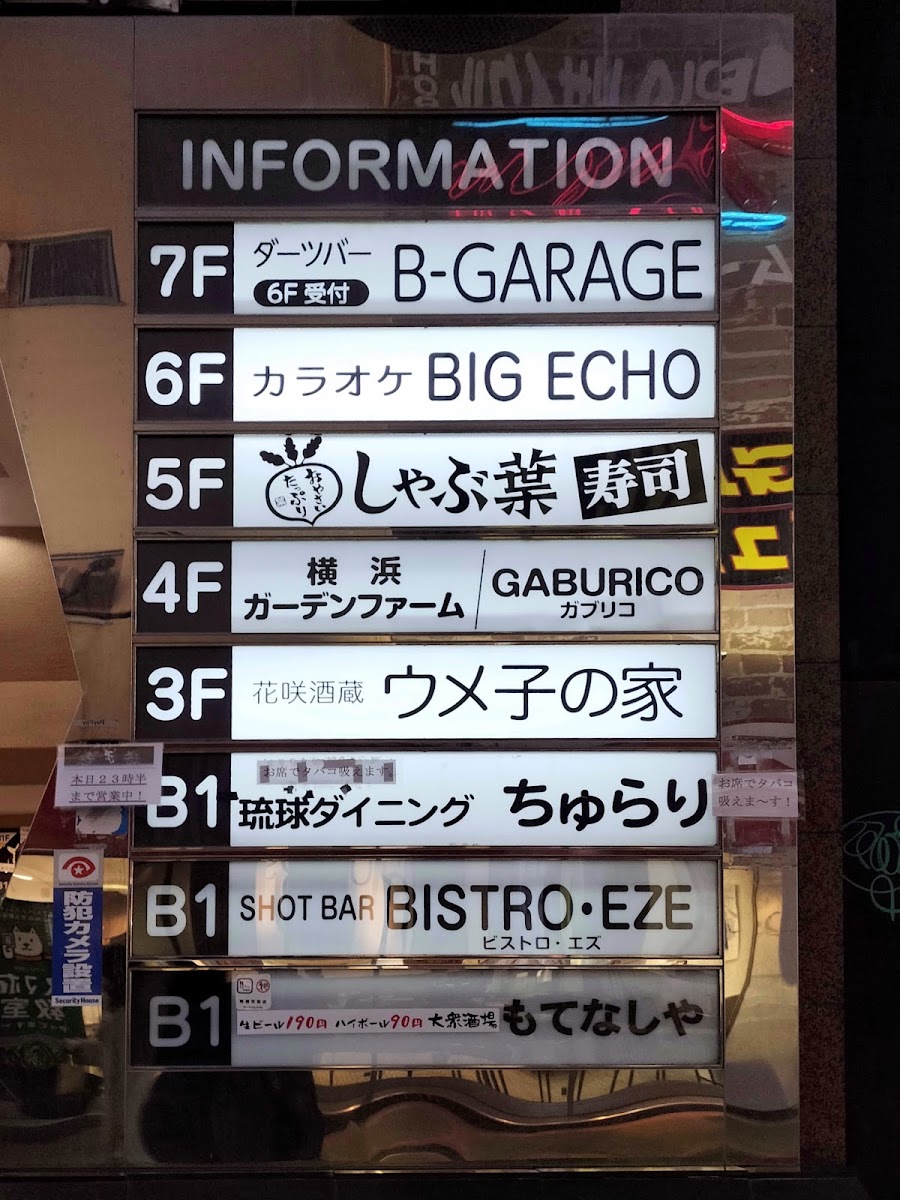 INFORMATION
7F ダーツバー B-GARAGE
6F 受付
6F カラオケ BIG ECHO
5F おやさい たっぷり しゃぶ葉 寿司
4F 横浜 ガーデンファーム GABURICO
ガブリコ
3F 花咲酒蔵 ウメ子の家
本日23時半
まで営業中!
お席でタバコ吸えます。
B1 琉球ダイニング ちゅらり
お席でタバコ
吸えま〜す!
B1 SHOT BAR BISTRO・EZE
ビストロ・エズ
防犯カメラ設置
Security House
B1 生ビール190円 ハイボール90円 大衆酒場 もてなしや